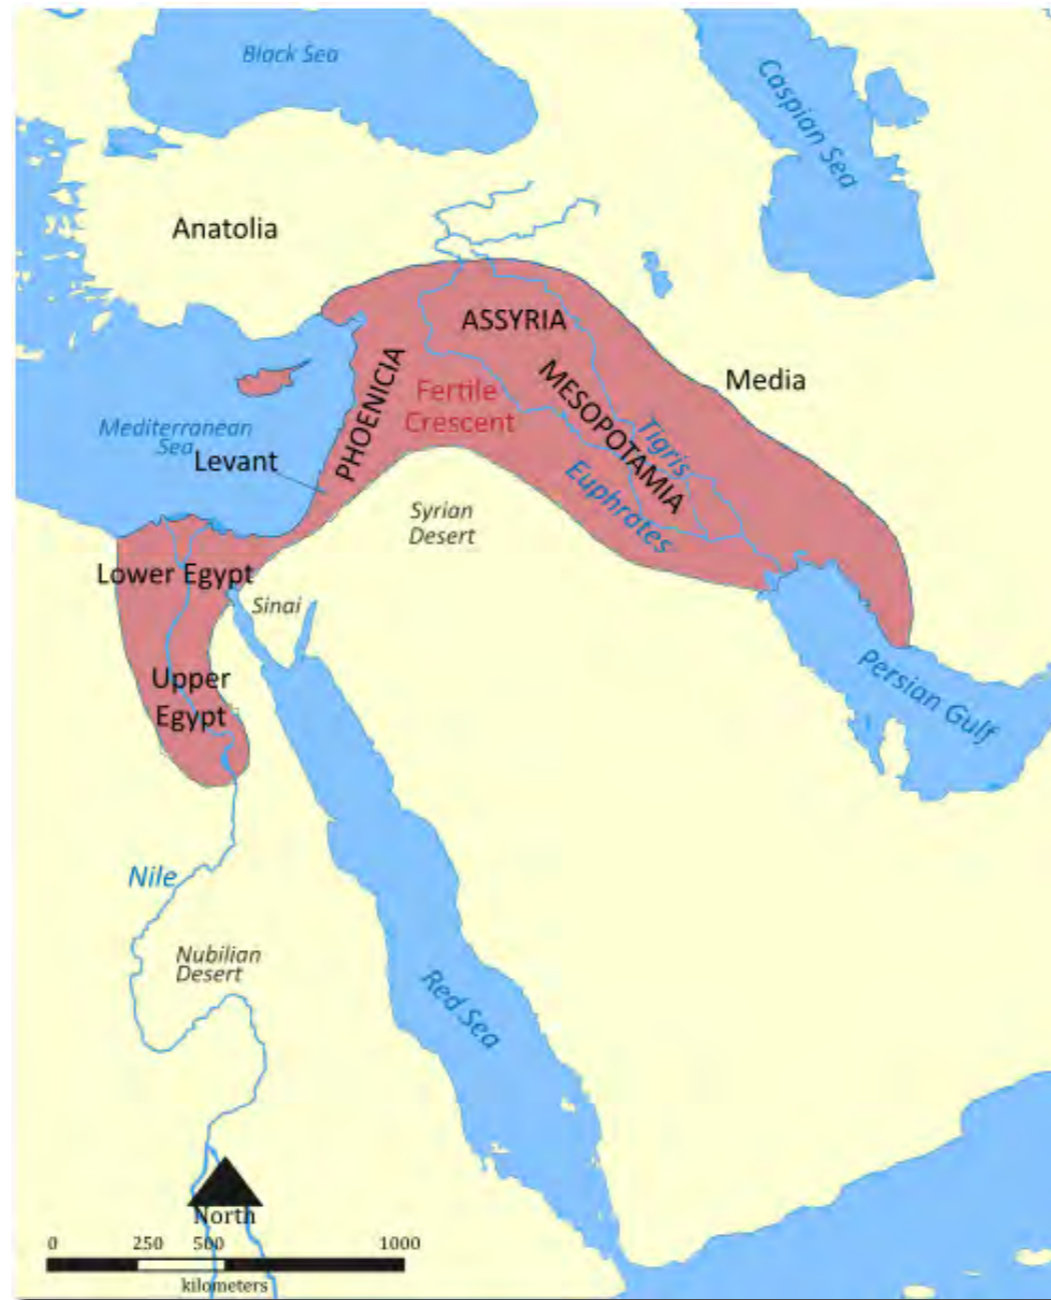 Black Sea
Caspian Sea
Anatolia
ASSYRIA
PHOENICIA
Fertile
Crescent
MESOPOTAMIA
Media
Mediterranean
Sea
Levant
Tigris
Euphrates
Syrian
Desert
Lower Egypt
Sinai
Upper
Egypt
Persian Gulf
Nile
Nubilian
Desert
Red Sea
North
0 250 500 1000
kilometers